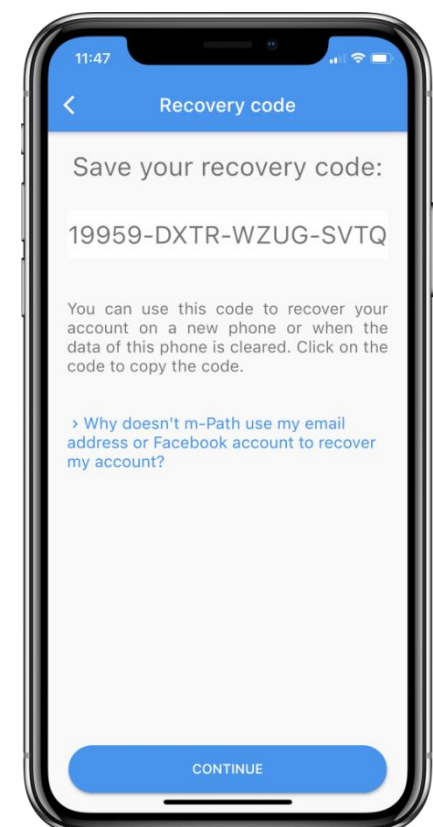 11:47
Recovery code
Save your recovery code:
19959-DXTR-WZUG-SVTQ
You can use this code to recover your
account on a new phone or when the
data of this phone is cleared. Click on the
code to copy the code.
> Why doesn't m-Path use my email
address or Facebook account to recover
my account?
CONTINUE